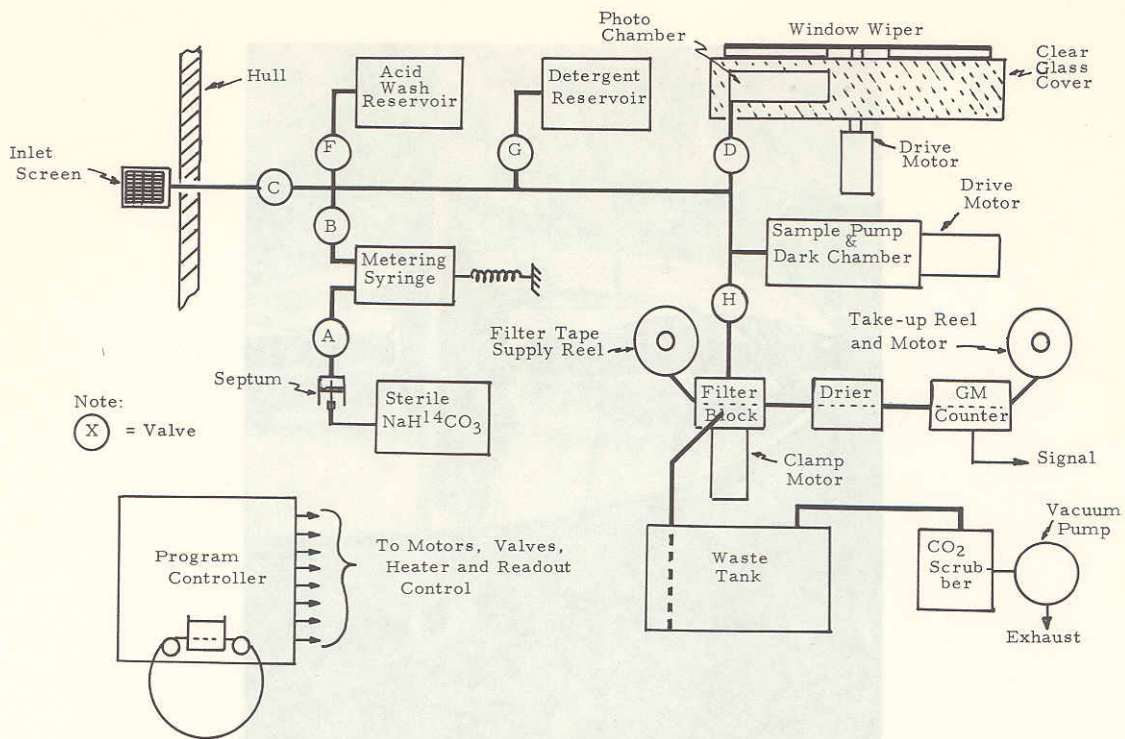 Photo
Chamber
Window Wiper
Clear
Glass
Cover
Hull
Acid
Wash
Reservoir
Detergent
Reservoir
Inlet
Screen
F
G
D
C
B
Drive
Motor
Drive
Motor
Sample Pump
&
Dark Chamber
Metering
Syringe
H
A
Filter Tape
Supply Reel
Take-up Reel
and Motor
Septum
Sterile
NaH¹⁴CO₃
Filter
Block
Drier
GM
Counter
Note:
X = Valve
Clamp
Motor
Signal
Program
Controller
To Motors, Valves,
Heater and Readout
Control
Waste
Tank
CO₂
Scrub
ber
Vacuum
Pump
Exhaust